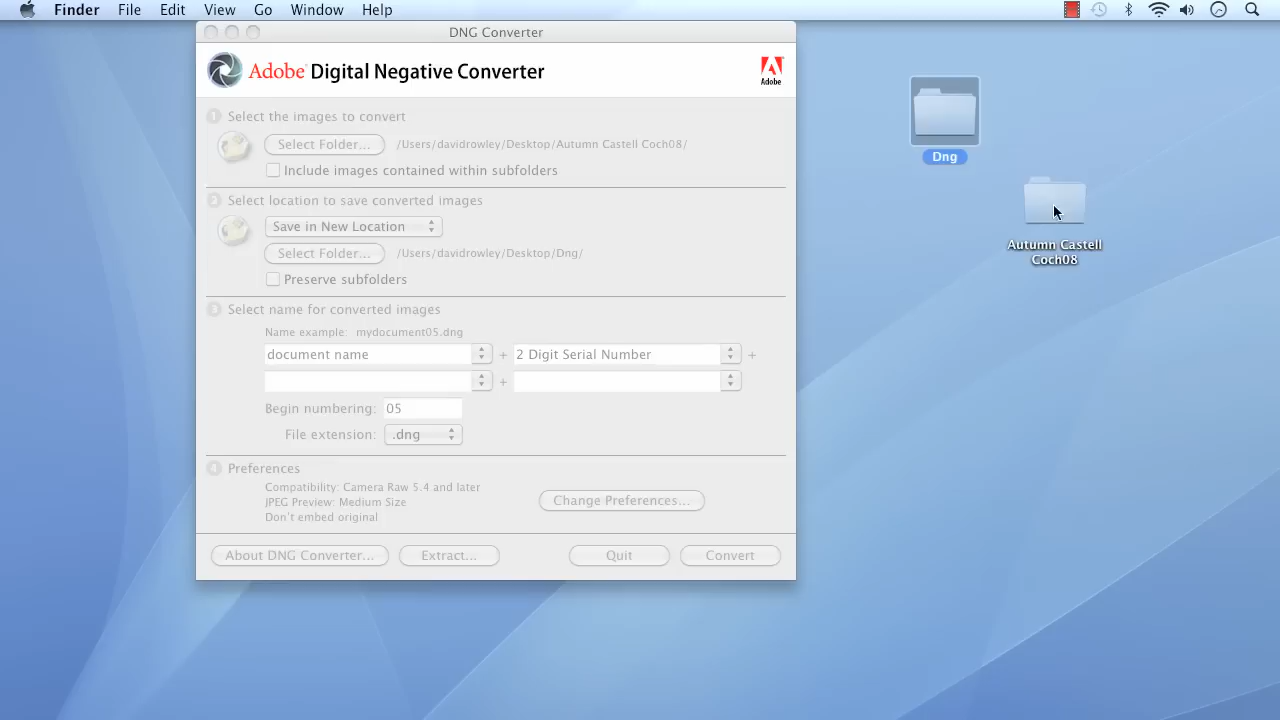 Finder File Edit View Go Window Help
DNG Converter
Adobe Digital Negative Converter
Adobe
1 Select the images to convert
Select Folder... /Users/davidrowley/Desktop/Autumn Castell Coch08/
Include images contained within subfolders
2 Select location to save converted images
Save in New Location
Select Folder... /Users/davidrowley/Desktop/Dng/
Preserve subfolders
3 Select name for converted images
Name example: mydocument05.dng
document name + 2 Digit Serial Number +
+
Begin numbering: 05
File extension: .dng
4 Preferences
Compatibility: Camera Raw 5.4 and later
JPEG Preview: Medium Size
Don't embed original
Change Preferences...
About DNG Converter... Extract... Quit Convert
Dng
Autumn Castell
Coch08